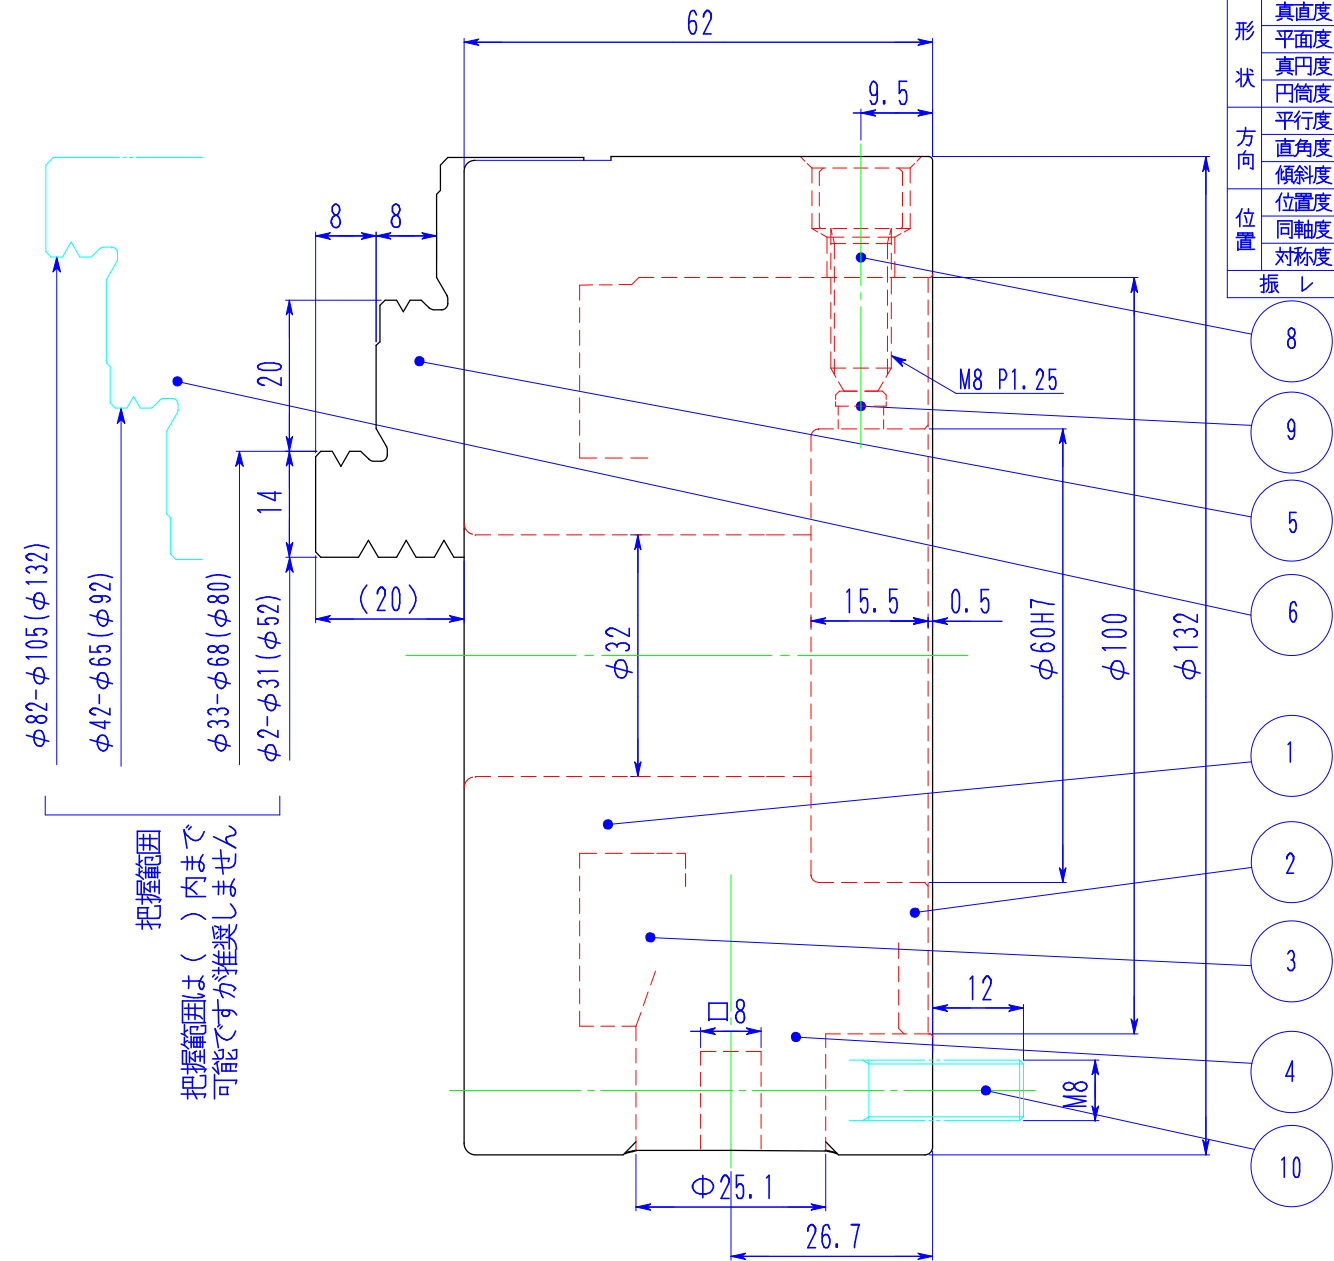 62
9.5
8
8
20
14
(20)
φ32
15.5
0.5
M8 P1.25
φ60H7
φ100
φ132
φ82-φ105(φ132)
φ42-φ65(φ92)
φ33-φ68(φ80)
φ2-φ31(φ52)
把握範囲
把握範囲は( )内まで
可能ですが推奨しません
口8
12
M8
Φ25.1
26.7
形状
真直度
平面度
真円度
円筒度
方向
平行度
直角度
傾斜度
位置
位置度
同軸度
対称度
振レ
8
9
5
6
1
2
3
4
10